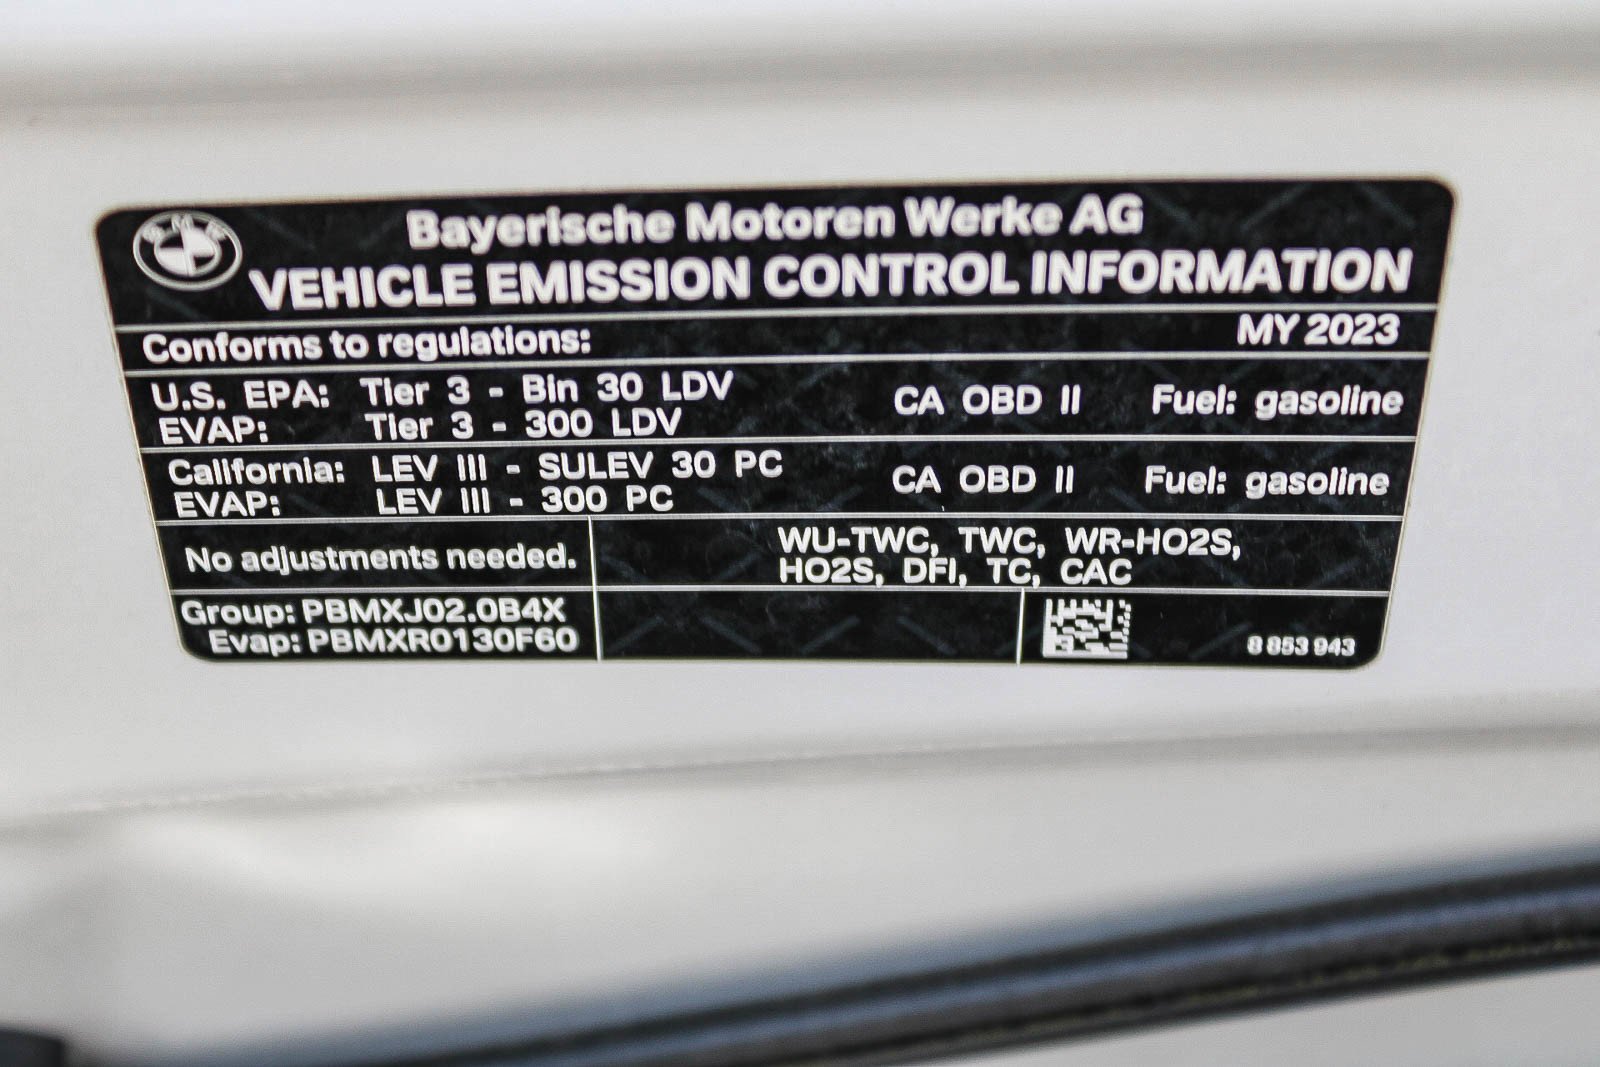 BMW
Bayerische Motoren Werke AG
VEHICLE EMISSION CONTROL INFORMATION
Conforms to regulations: MY 2023
U.S. EPA: Tier 3 - Bin 30 LDV CA OBD II Fuel: gasoline
EVAP: Tier 3 - 300 LDV
California: LEV III - SULEV 30 PC CA OBD II Fuel: gasoline
EVAP: LEV III - 300 PC
No adjustments needed.
WU-TWC, TWC, WR-HO2S,
HO2S, DFI, TC, CAC
Group: PBMXJ02.0B4X
Evap: PBMXR0130F60
8 853 943